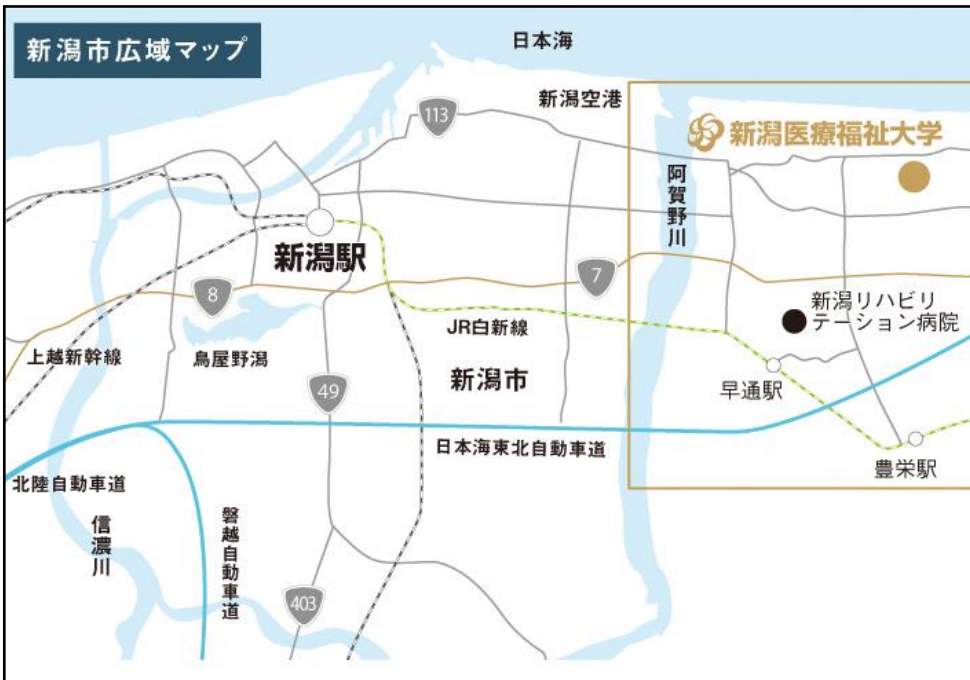 新潟市広域マップ
日本海
新潟空港
113
新潟医療福祉大学
阿賀野川
新潟駅
7
8
新潟リハビリ
テーション病院
JR白新線
上越新幹線
鳥屋野潟
新潟市
49
早通駅
日本海東北自動車道
豊栄駅
北陸自動車道
信濃川
磐越自動車道
403